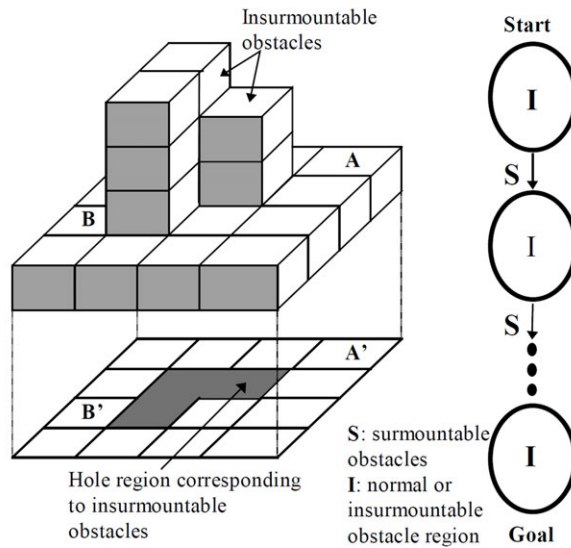 Insurmountable
obstacles
A
B
A’
B’
Hole region corresponding
to insurmountable
obstacles
Start
I
S
I
S
I
Goal
S: surmountable
obstacles
I: normal or
insurmountable
obstacle region